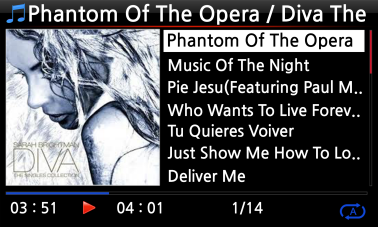 Phantom Of The Opera / Diva The
Phantom Of The Opera
Music Of The Night
Pie Jesu(Featuring Paul M..
Who Wants To Live Forev..
Tu Quieres Voiver
Just Show Me How To Lo..
Deliver Me
SARAH BRIGHTMAN
DIVA
THE SINGLES COLLECTION
03 : 51
04 : 01
1/14
A